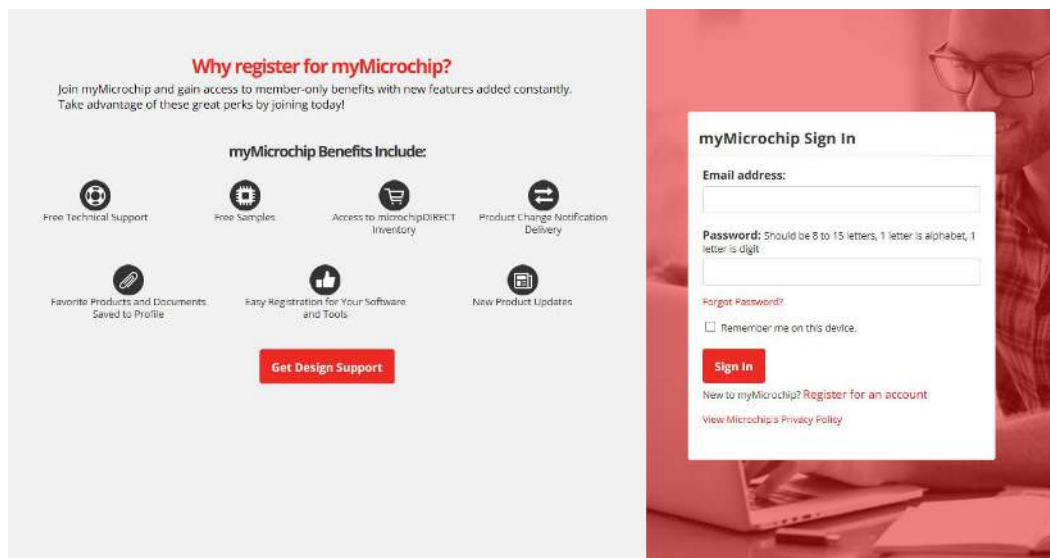 Why register for myMicrochip?
Join myMicrochip and gain access to member-only benefits with new features added constantly.
Take advantage of these great perks by joining today!
myMicrochip Benefits Include:
Free Technical Support
Free Samples
Access to microchipDIRECT
Inventory
Product Change Notification
Delivery
Favorite Products and Documents
Saved to Profile
Easy Registration for Your Software
and Tools
New Product Updates
Get Design Support
myMicrochip Sign In
Email address:
Password: Should be 8 to 15 letters, 1 letter is alphabet, 1
letter is digit
Forgot Password?
Remember me on this device.
Sign In
New to myMicrochip? Register for an account
View Microchip's Privacy Policy